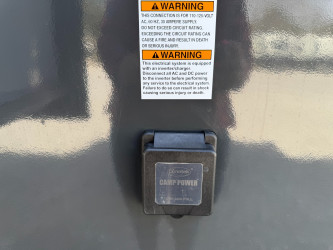 WARNING
THIS CONNECTION IS FOR 110-125 VOLT
AC, 60 HZ, 30 AMPERE SUPPLY.
DO NOT EXCEED CIRCUIT RATING.
EXCEEDING THE CIRCUIT RATING CAN
CAUSE A FIRE AND RESULT IN DEATH
OR SERIOUS INJURY.
WARNING
This electrical system is equipped
with an inverter/charger.
Disconnect all AC and DC power
to the inverter before performing
any service to the electrical system.
Failure to do so can result in shock
causing serious injury or death.
CAMP POWER